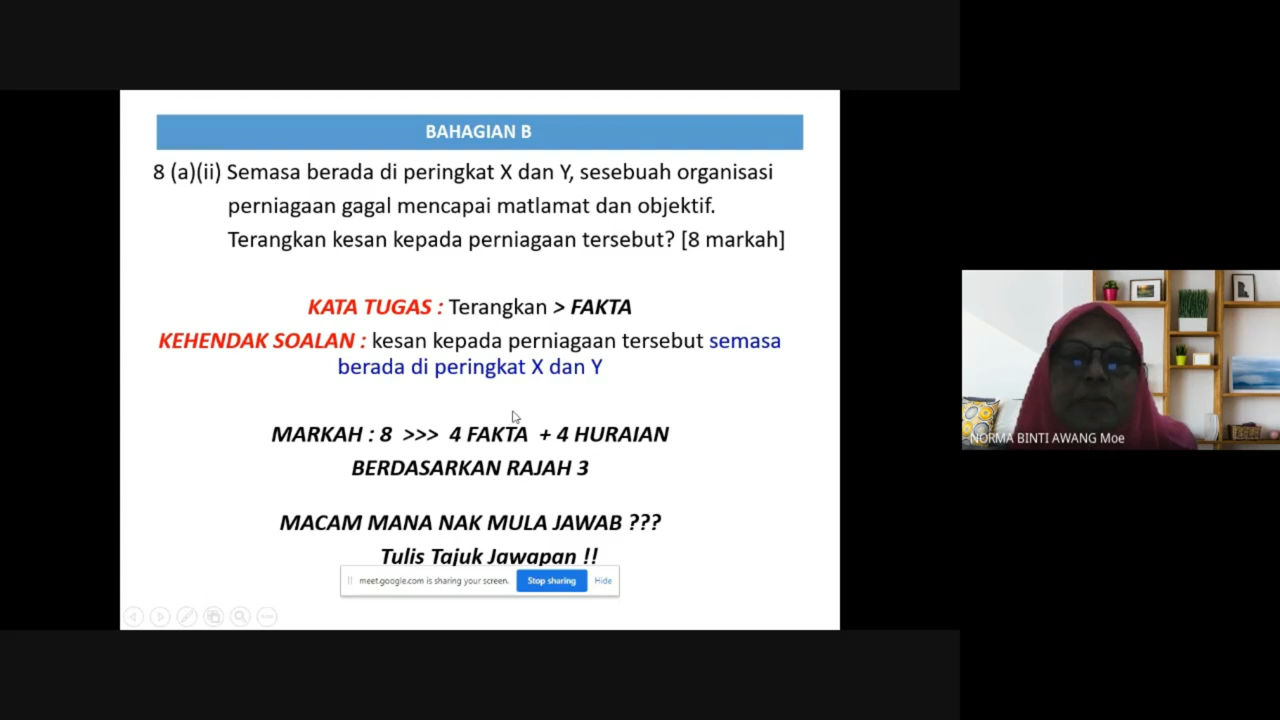 BAHAGIAN B
8 (a)(ii) Semasa berada di peringkat X dan Y, sesebuah organisasi
perniagaan gagal mencapai matlamat dan objektif.
Terangkan kesan kepada perniagaan tersebut? [8 markah]
KATA TUGAS : Terangkan > FAKTA
KEHENDAK SOALAN : kesan kepada perniagaan tersebut semasa
berada di peringkat X dan Y
MARKAH : 8 >>> 4 FAKTA + 4 HURAIAN
BERDASARKAN RAJAH 3
MACAM MANA NAK MULA JAWAB ???
Tulis Tajuk Jawapan !!
meet.google.com is sharing your screen. Stop sharing Hide
NORMA BINTI AWANG Moe